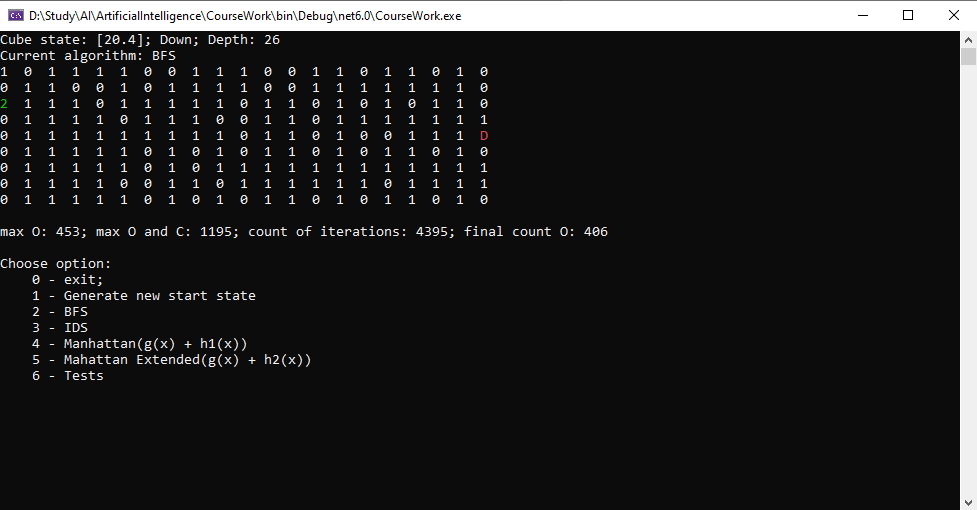 D:\Study\AI\ArtificialIntelligence\CourseWork\bin\Debug\net6.0\CourseWork.exe
Cube state: [20.4]; Down; Depth: 26
Current algorithm: BFS
1 0 1 1 1 1 0 0 1 1 1 0 0 1 1 0 1 1 0 1 0
0 1 1 0 0 1 0 1 1 1 1 0 0 1 1 1 1 1 1 1 0
2 1 1 1 0 1 1 1 1 1 0 1 1 0 1 0 1 0 1 1 0
0 1 1 1 1 0 1 1 1 0 0 1 1 0 1 1 1 1 1 1 1
0 1 1 1 1 1 1 1 1 1 0 1 1 0 1 0 0 1 1 1 D
0 1 1 1 1 1 0 1 0 1 0 1 1 0 1 0 1 1 0 1 0
0 1 1 1 1 1 0 1 0 1 1 1 1 1 1 1 1 1 1 1 1
0 1 1 1 1 0 0 1 1 0 1 1 1 1 1 1 0 1 1 1 1
0 1 1 1 1 1 0 1 0 1 0 1 1 0 1 0 1 1 0 1 0
max O: 453; max O and C: 1195; count of iterations: 4395; final count O: 406
Choose option:
0 - exit;
1 - Generate new start state
2 - BFS
3 - IDS
4 - Manhattan(g(x) + h1(x))
5 - Mahattan Extended(g(x) + h2(x))
6 - Tests